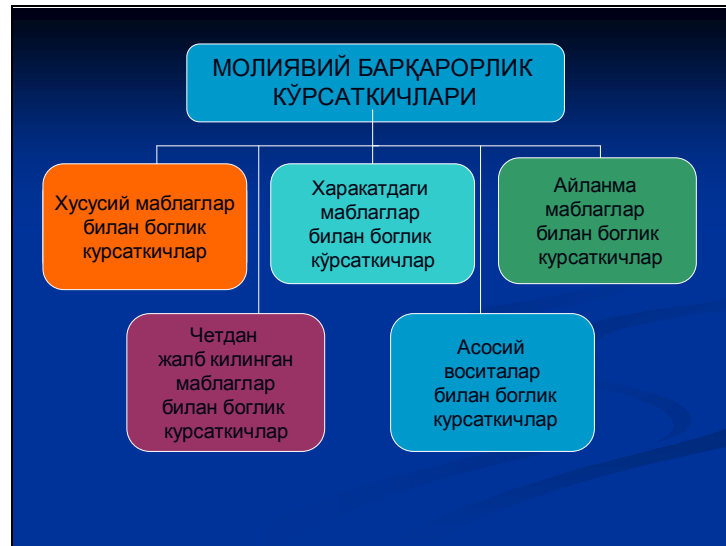 МОЛИЯВИЙ БАРҚАРОРЛИК
КЎРСАТКИЧЛАРИ
Хусусий маблаглар
билан боглик
курсаткичлар
Харакатдаги
маблаглар
билан боглик
кўрсаткичлар
Айланма
маблаглар
билан боглик
курсаткичлар
Четдан
жалб килинган
маблаглар
билан боглик
курсаткичлар
Асосий
воситалар
билан боглик
курсаткичлар